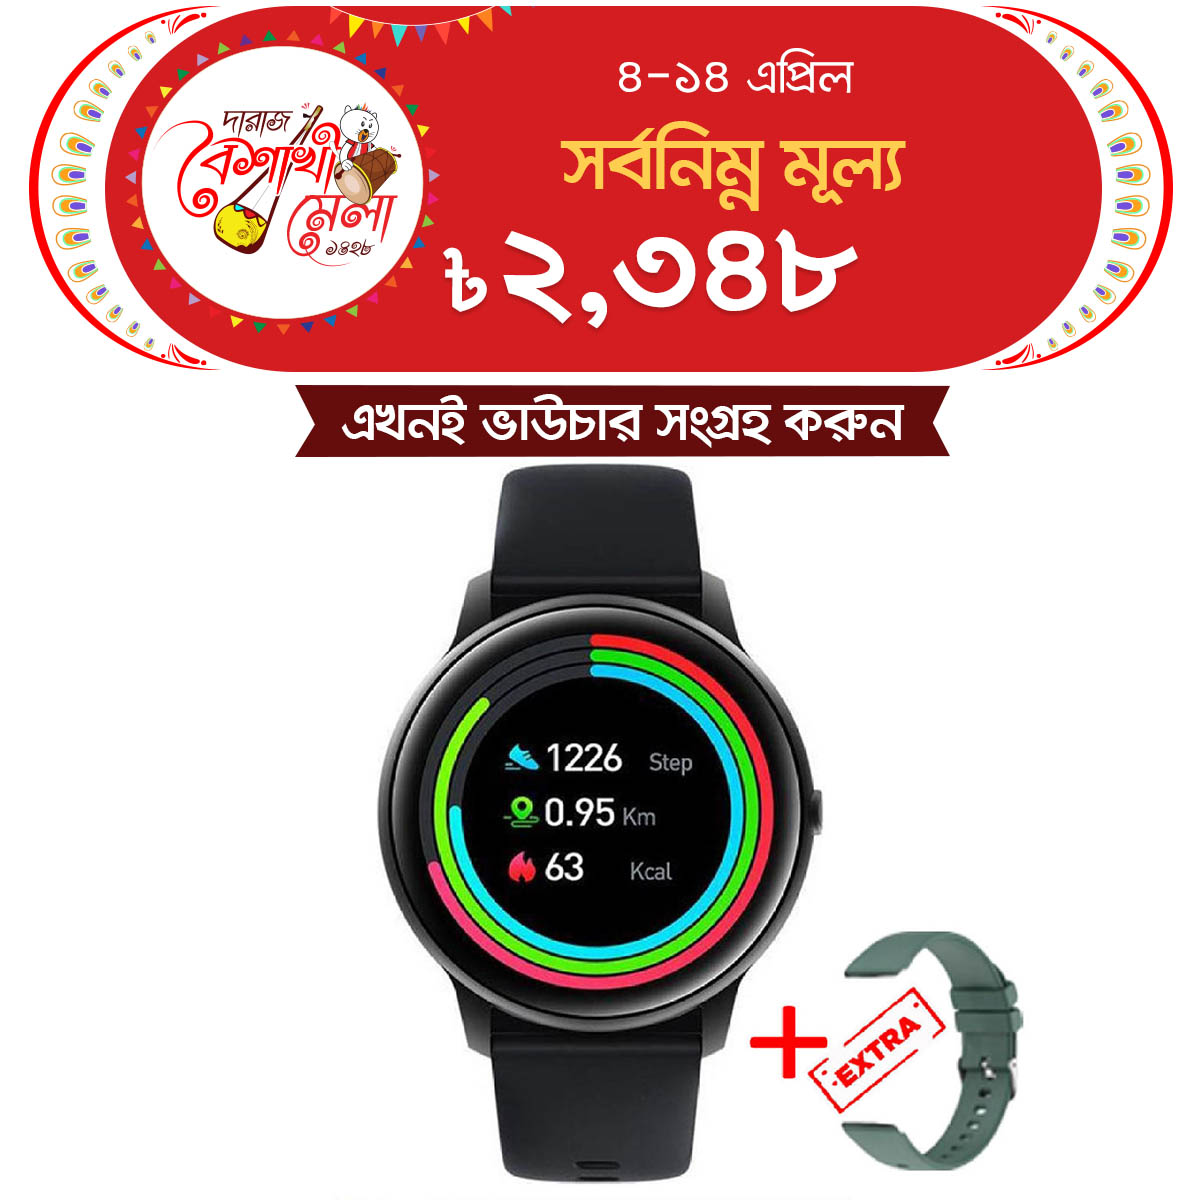 দারাজ
বৈশাখী
মেলা
১৪২৮
৪-১৪ এপ্রিল
সর্বনিম্ন মূল্য
৳২,৩৪৮
এখনই ভাউচার সংগ্রহ করুন
1226 Step
0.95 Km
63 Kcal
EXTRA